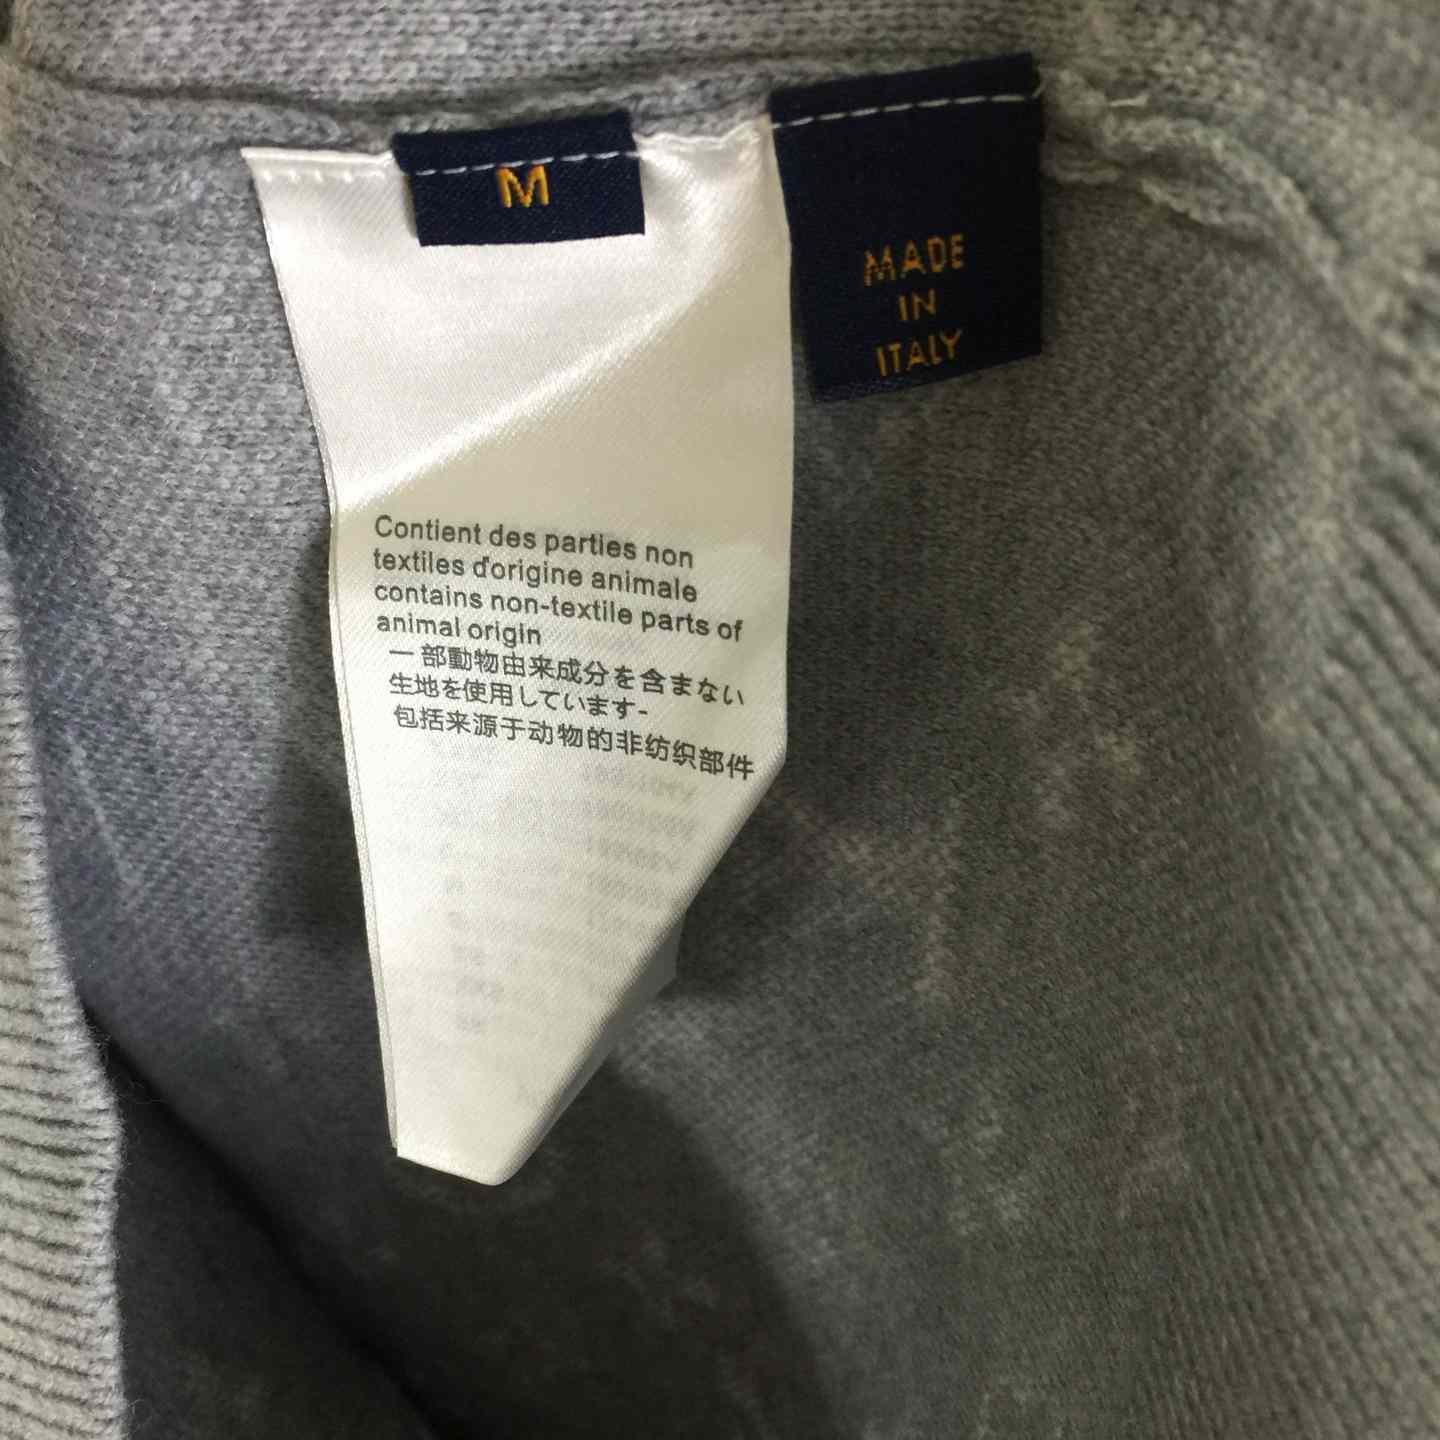 M
MADE
IN
ITALY
Contient des parties non
textiles d'origine animale
contains non-textile parts of
animal origin
一部動物由来成分を含まない
生地を使用しています-
包括来源于动物的非纺织部件